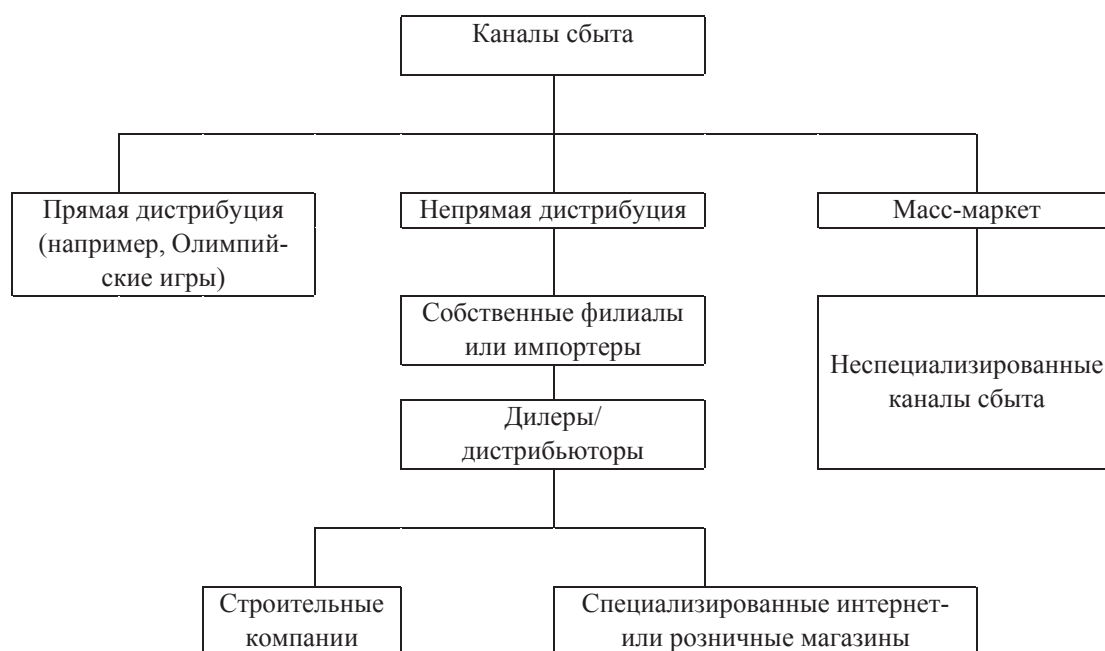 Каналы сбыта
Прямая дистрибуция
(например, Олимпий-
ские игры)
Непрямая дистрибуция
Масс-маркет
Собственные филиалы
или импортеры
Неспециализированные
каналы сбыта
Дилеры/
дистрибьюторы
Строительные
компании
Специализированные интернет-
или розничные магазины